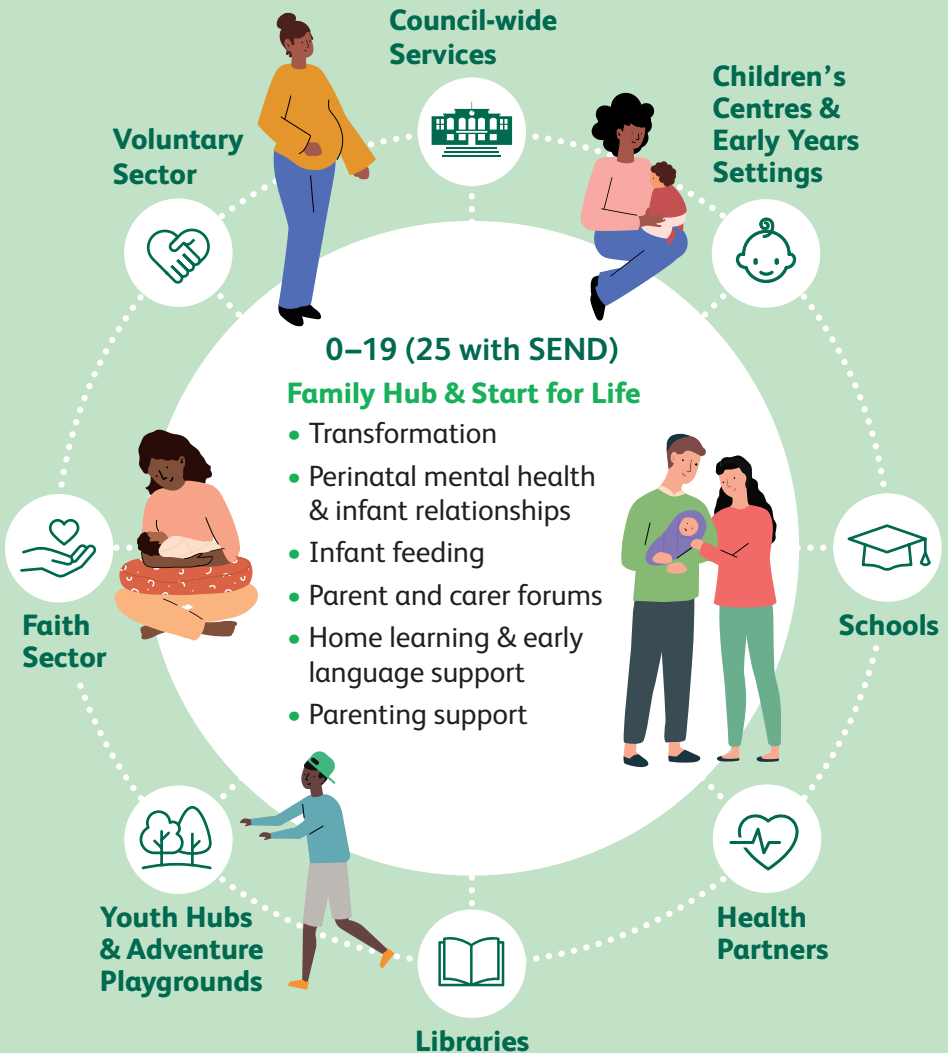 Council-wide
Services
Children’s
Centres &
Early Years
Settings
Voluntary
Sector
0–19 (25 with SEND)
Family Hub & Start for Life
• Transformation
• Perinatal mental health
& infant relationships
• Infant feeding
• Parent and carer forums
• Home learning & early
language support
• Parenting support
Faith
Sector
Schools
Youth Hubs
& Adventure
Playgrounds
Health
Partners
Libraries